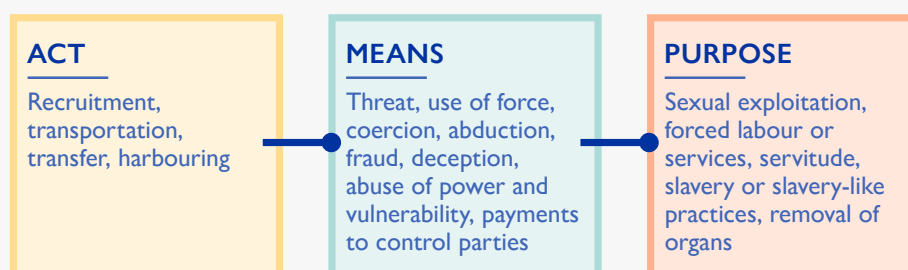 ACT
Recruitment,
transportation,
transfer, harbouring
MEANS
Threat, use of force,
coercion, abduction,
fraud, deception,
abuse of power and
vulnerability, payments
to control parties
PURPOSE
Sexual exploitation,
forced labour or
services, servitude,
slavery or slavery-like
practices, removal of
organs